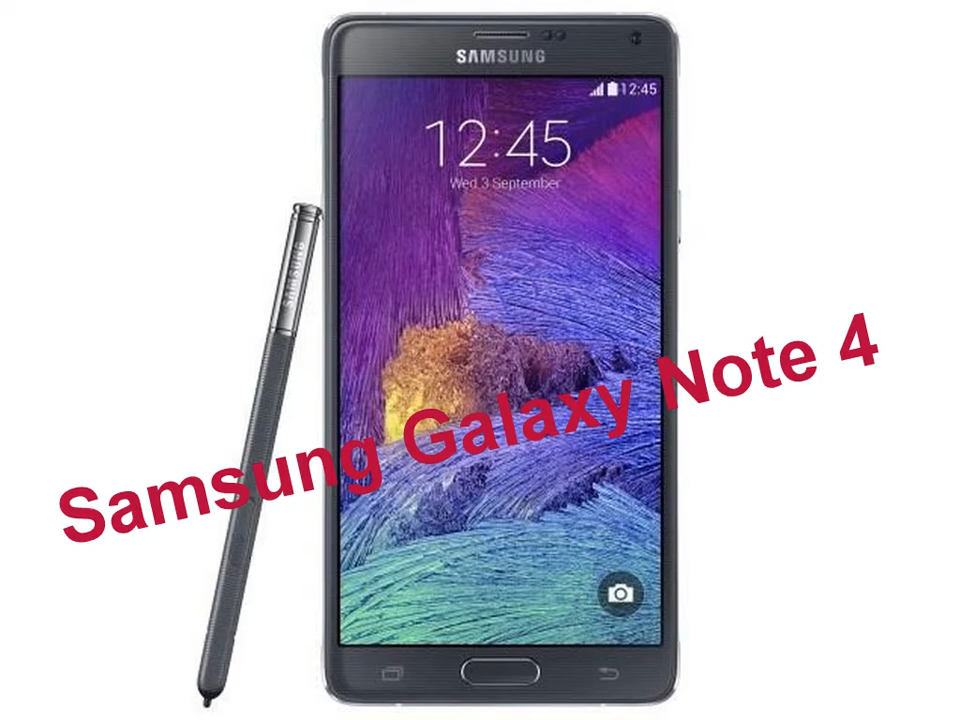 SAMSUNG
12:45
12:45
Wed 3 September
SAMSUNG
Samsung Galaxy Note 4